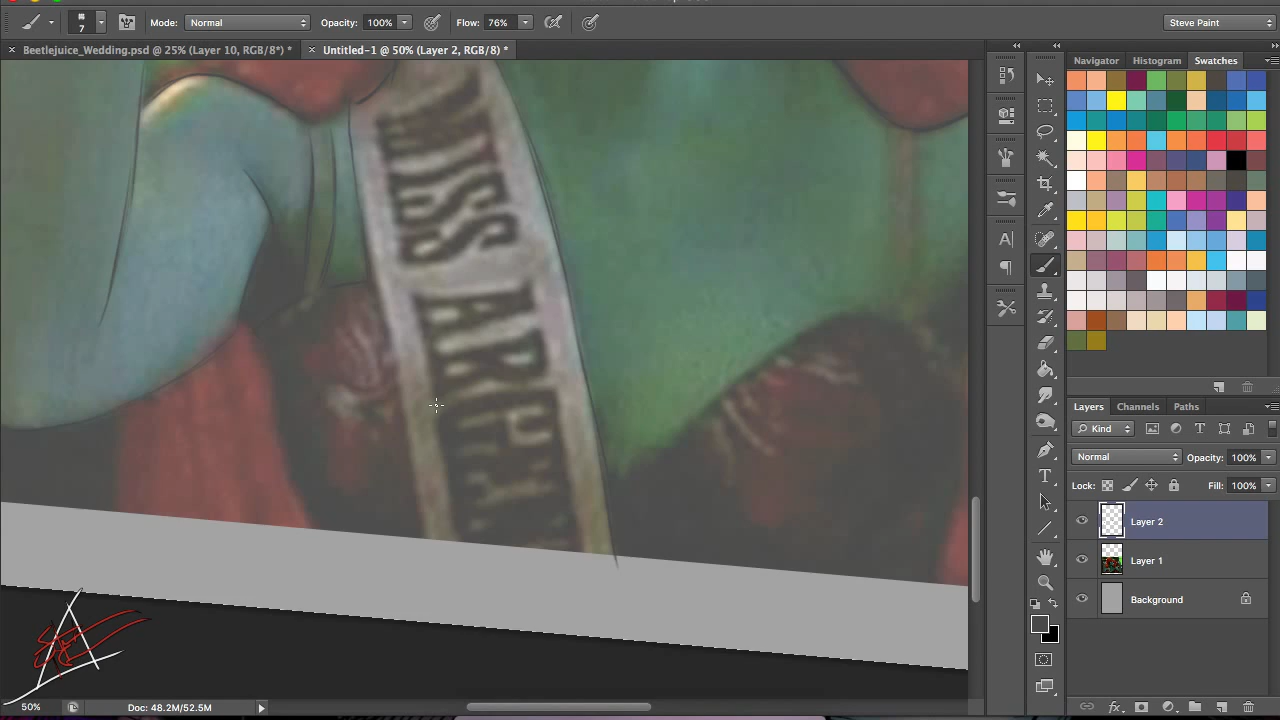 7
Mode:
Normal
Opacity:
100%
Flow:
76%
Steve Paint
Beetlejuice_Wedding.psd @ 25% (Layer 10, RGB/8*) *
Untitled-1 @ 50% (Layer 2, RGB/8) *
Navigator
Histogram
Swatches
MISS ARGE
Layers
Channels
Paths
Kind
Normal
Opacity:
100%
Lock:
Fill:
100%
Layer 2
Layer 1
Background
50%
Doc: 48.2M/52.5M